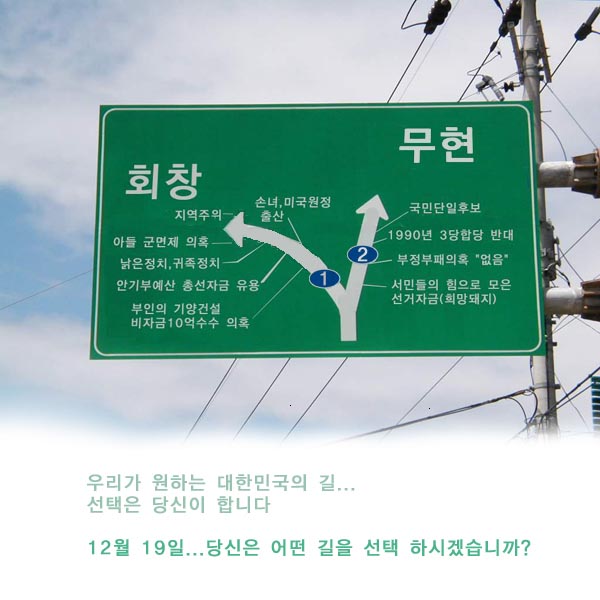 무현
회창
손녀,미국원정
출산
지역주의
아들 군면제 의혹
낡은정치,귀족정치
안기부예산 총선자금 유용
부인의 기양건설
비자금10억수수 의혹
1
2
국민단일후보
1990년 3당합당 반대
부정부패의혹 "없음"
서민들의 힘으로 모은
선거자금(희망돼지)
우리가 원하는 대한민국의 길...
선택은 당신이 합니다
12월 19일...당신은 어떤 길을 선택 하시겠습니까?